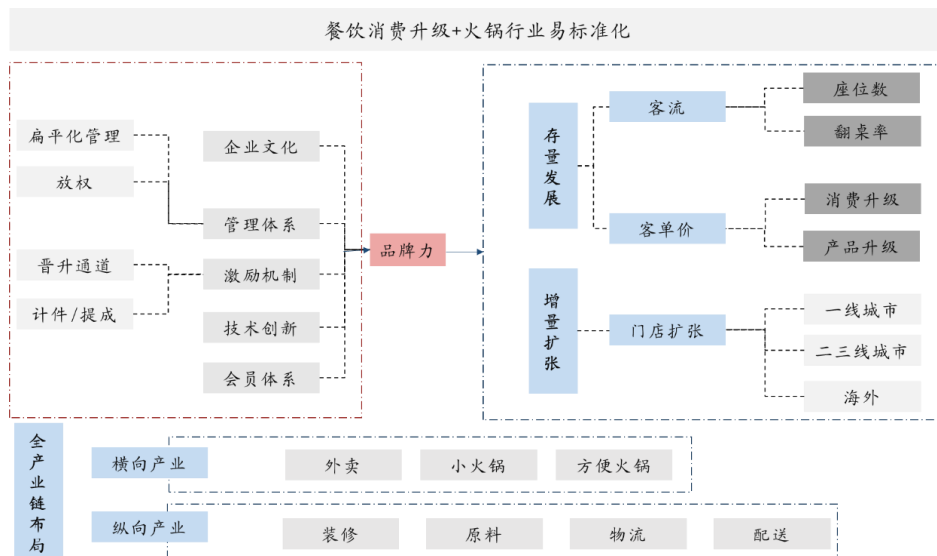 餐饮消费升级+火锅行业易标准化
扁平化管理
放权
晋升通道
计件/提成
企业文化
管理体系
激励机制
技术创新
会员体系
品牌力
存量发展
客流
座位数
翻桌率
客单价
消费升级
产品升级
增量扩张
门店扩张
一线城市
二三线城市
海外
全产业链布局
横向产业
外卖
小火锅
方便火锅
纵向产业
装修
原料
物流
配送